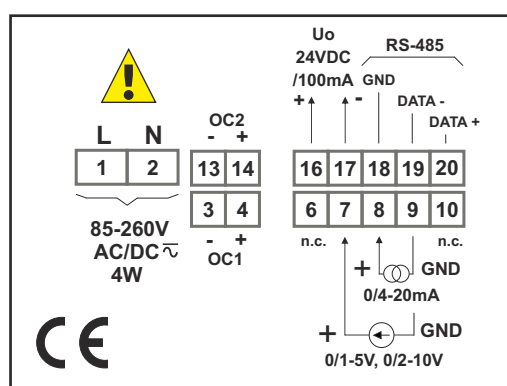 Uo
24VDC
/100mA
+ -
RS-485
GND
DATA -
DATA +
L N
1 2
85-260V
AC/DC
4W
OC2
- +
13 14
3 4
- +
OC1
16 17 18 19 20
6 7 8 9 10
n.c. n.c.
+ GND
0/4-20mA
+ GND
0/1-5V, 0/2-10V
CE